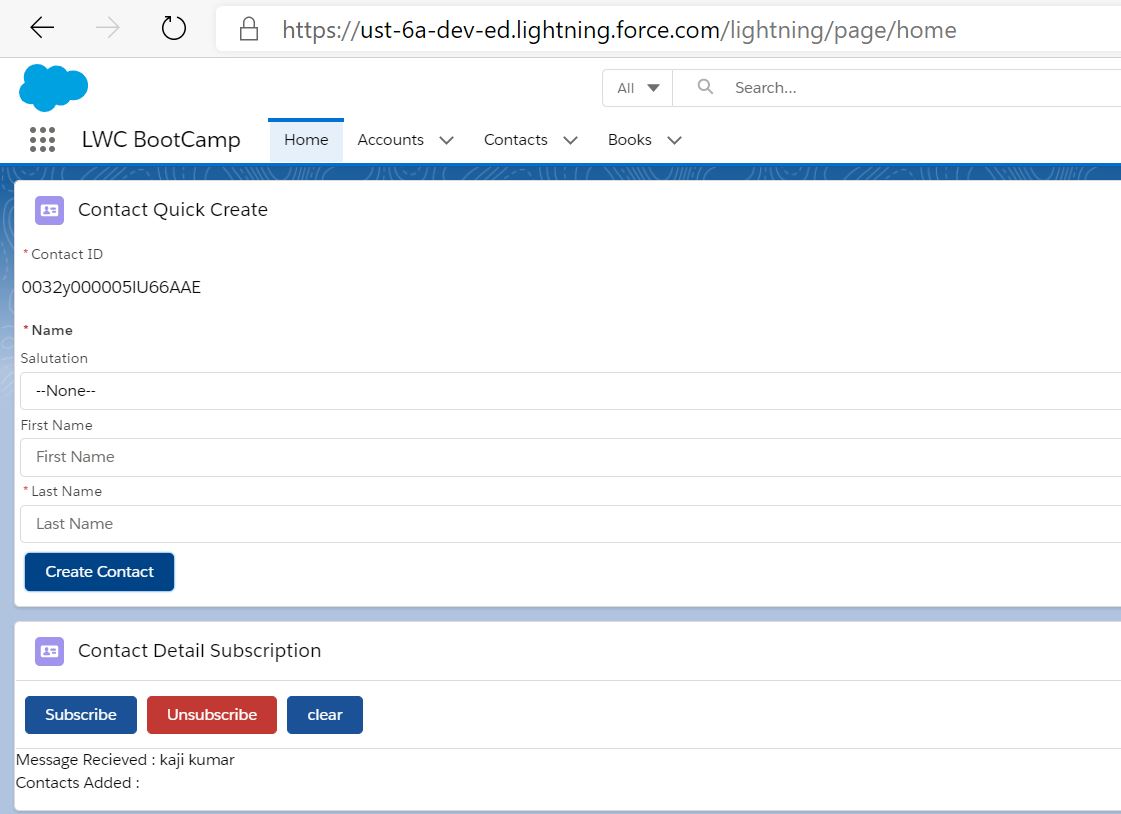 https://ust-6a-dev-ed.lightning.force.com/lightning/page/home
All Search...
LWC BootCamp Home Accounts Contacts Books
Contact Quick Create
* Contact ID
0032y000005lU66AAE
* Name
Salutation
--None--
First Name
First Name
* Last Name
Last Name
Create Contact
Contact Detail Subscription
Subscribe Unsubscribe clear
Message Recieved : kaji kumar
Contacts Added :